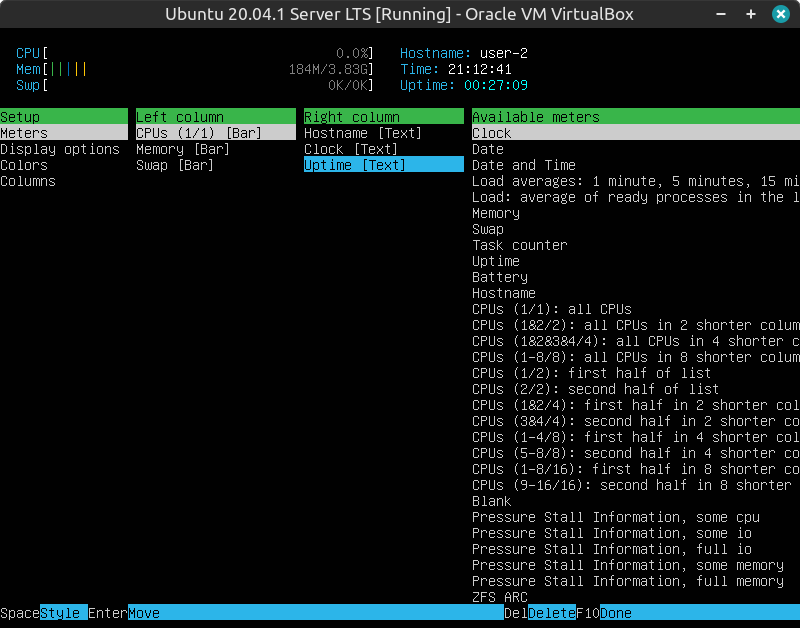 Ubuntu 20.04.1 Server LTS [Running] - Oracle VM VirtualBox
CPU[ 0.0%] Hostname: user-2
Mem[||||| 184M/3.83G] Time: 21:12:41
Swp[ 0K/0K] Uptime: 00:27:09
Setup Left column Right column Available meters
Meters CPUs (1/1) [Bar] Hostname [Text] Clock
Display options Memory [Bar] Clock [Text] Date
Colors Swap [Bar] Uptime [Text] Date and Time
Columns Load averages: 1 minute, 5 minutes, 15 mi
Load: average of ready processes in the l
Memory
Swap
Task counter
Uptime
Battery
Hostname
CPUs (1/1): all CPUs
CPUs (1&2/2): all CPUs in 2 shorter colum
CPUs (1&2&3&4/4): all CPUs in 4 shorter c
CPUs (1-8/8): all CPUs in 8 shorter colum
CPUs (1/2): first half of list
CPUs (2/2): second half of list
CPUs (1&2/4): first half in 2 shorter col
CPUs (3&4/4): second half in 2 shorter co
CPUs (1-4/8): first half in 4 shorter col
CPUs (5-8/8): second half in 4 shorter co
CPUs (1-8/16): first half in 8 shorter co
CPUs (9-16/16): second half in 8 shorter
Blank
Pressure Stall Information, some cpu
Pressure Stall Information, some io
Pressure Stall Information, full io
Pressure Stall Information, some memory
Pressure Stall Information, full memory
ZFS ARC
SpaceStyle EnterMove DelDeleteF10Done